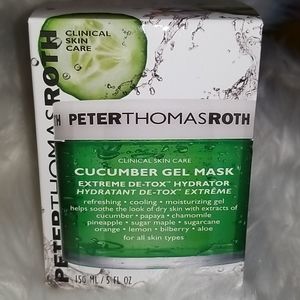 CLINICAL
SKIN
CARE
PETERTHOMASROTH
H PETERTHOMASROTH
CLINICAL SKIN CARE
CUCUMBER GEL MASK
EXTREME DE-TOX™ HYDRATOR
HYDRATANT DE-TOX™ EXTRÊME
refreshing • cooling • moisturizing gel
helps soothe the look of dry skin with extracts of
cucumber • papaya • chamomile
pineapple • sugar maple • sugarcane
orange • lemon • bilberry • aloe
for all skin types
150 ML / 5 FL OZ